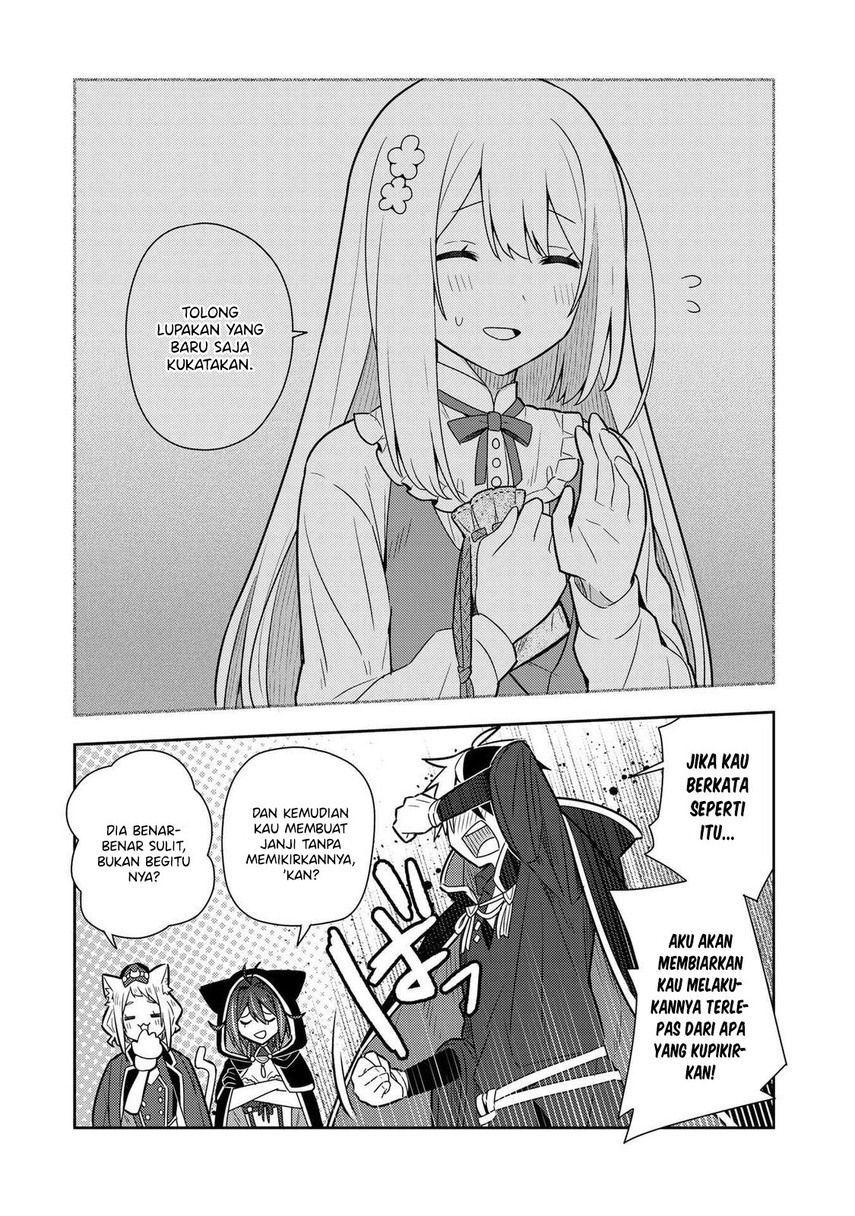 TOLONG
LUPAKAN YANG
BARU SAJA
KUKATAKAN.
JIKA KAU
BERKATA
SEPERTI
ITU...
AKU AKAN
MEMBIARKAN
KAU MELAKU-
KANNYA TERLE-
PAS DARI APA
YANG KUPIKIR-
KAN!
DAN KEMUDIAN
KAU MEMBUAT
JANJI TANPA
MEMIKIRKANNYA,
'KAN?
DIA BENAR-
BENAR SULIT,
BUKAN BEGITU
NYA?
ばっ